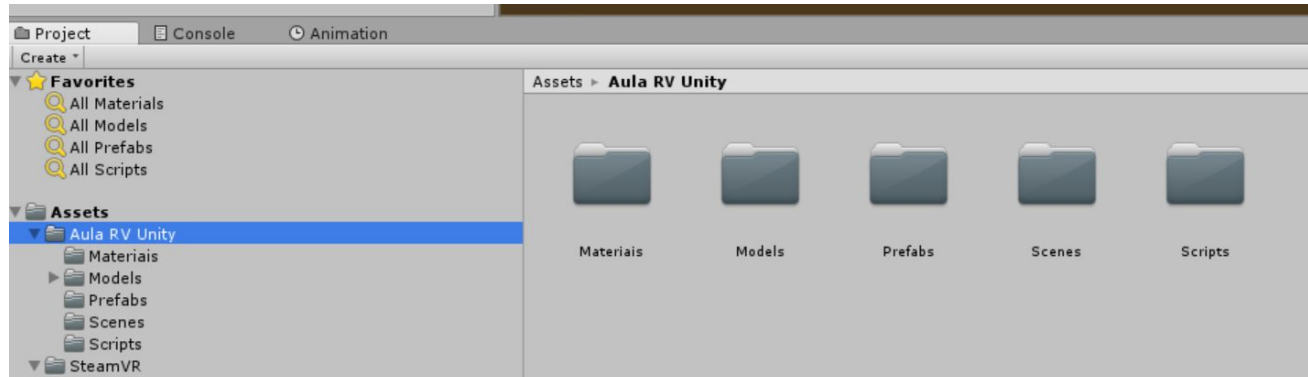 Project Console Animation
Create
Favorites
All Materials
All Models
All Prefabs
All Scripts
Assets
Aula RV Unity
Materiais
Models
Prefabs
Scenes
Scripts
SteamVR
Assets ▸ Aula RV Unity
Materiais Models Prefabs Scenes Scripts